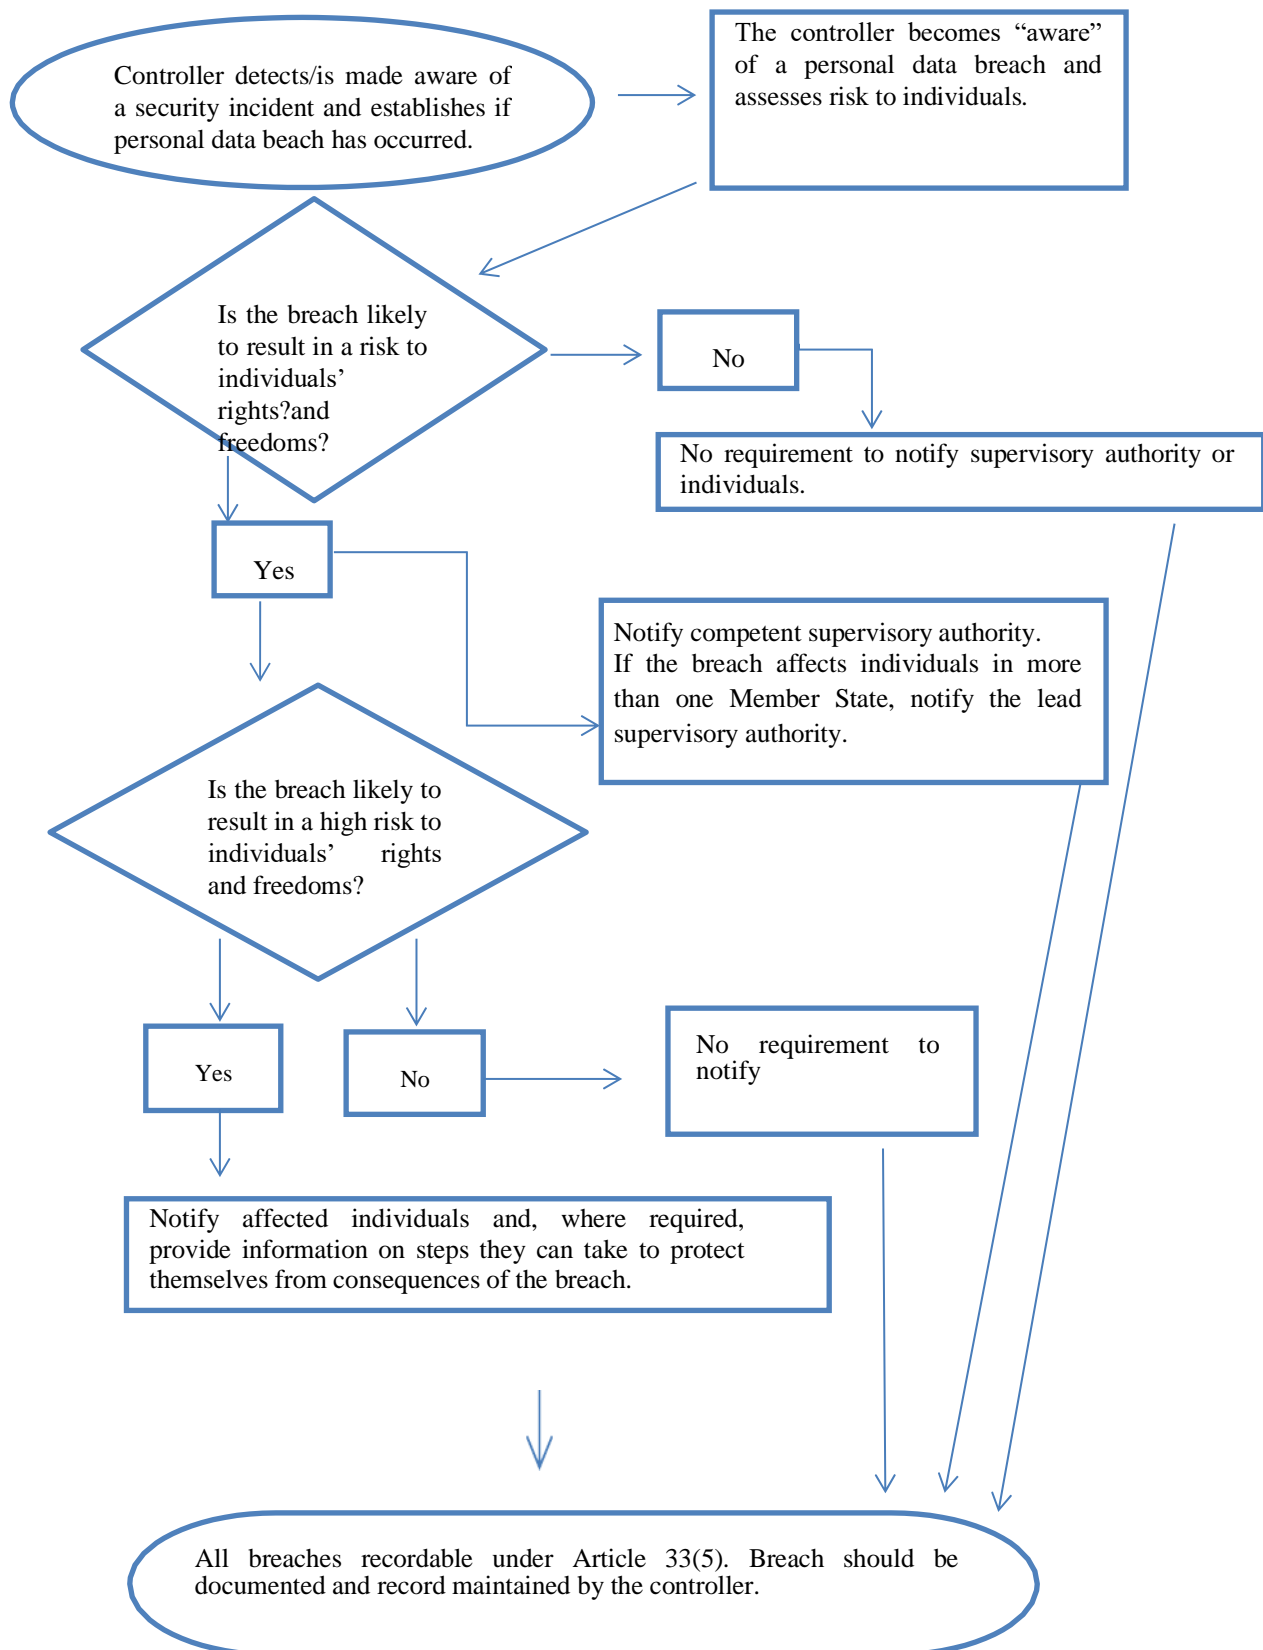 Controller detects/is made aware of
a security incident and establishes if
personal data beach has occurred.
The controller becomes “aware”
of a personal data breach and
assesses risk to individuals.
Is the breach likely
to result in a risk to
individuals’
rights?and
freedoms?
No
No requirement to notify supervisory authority or
individuals.
Yes
Notify competent supervisory authority.
If the breach affects individuals in more
than one Member State, notify the lead
supervisory authority.
Is the breach likely to
result in a high risk to
individuals’ rights
and freedoms?
Yes
No
No requirement to
notify
Notify affected individuals and, where required,
provide information on steps they can take to protect
themselves from consequences of the breach.
All breaches recordable under Article 33(5). Breach should be
documented and record maintained by the controller.